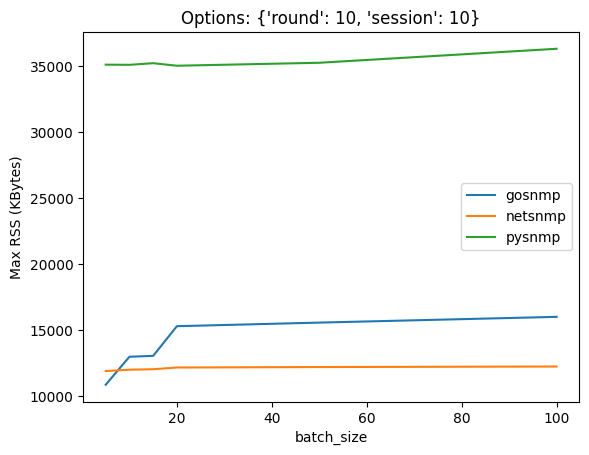 Options: {'round': 10, 'session': 10}
Max RSS (KBytes)
35000
30000
25000
20000
15000
10000
gosnmp
netsnmp
pysnmp
20
40
60
80
100
batch_size